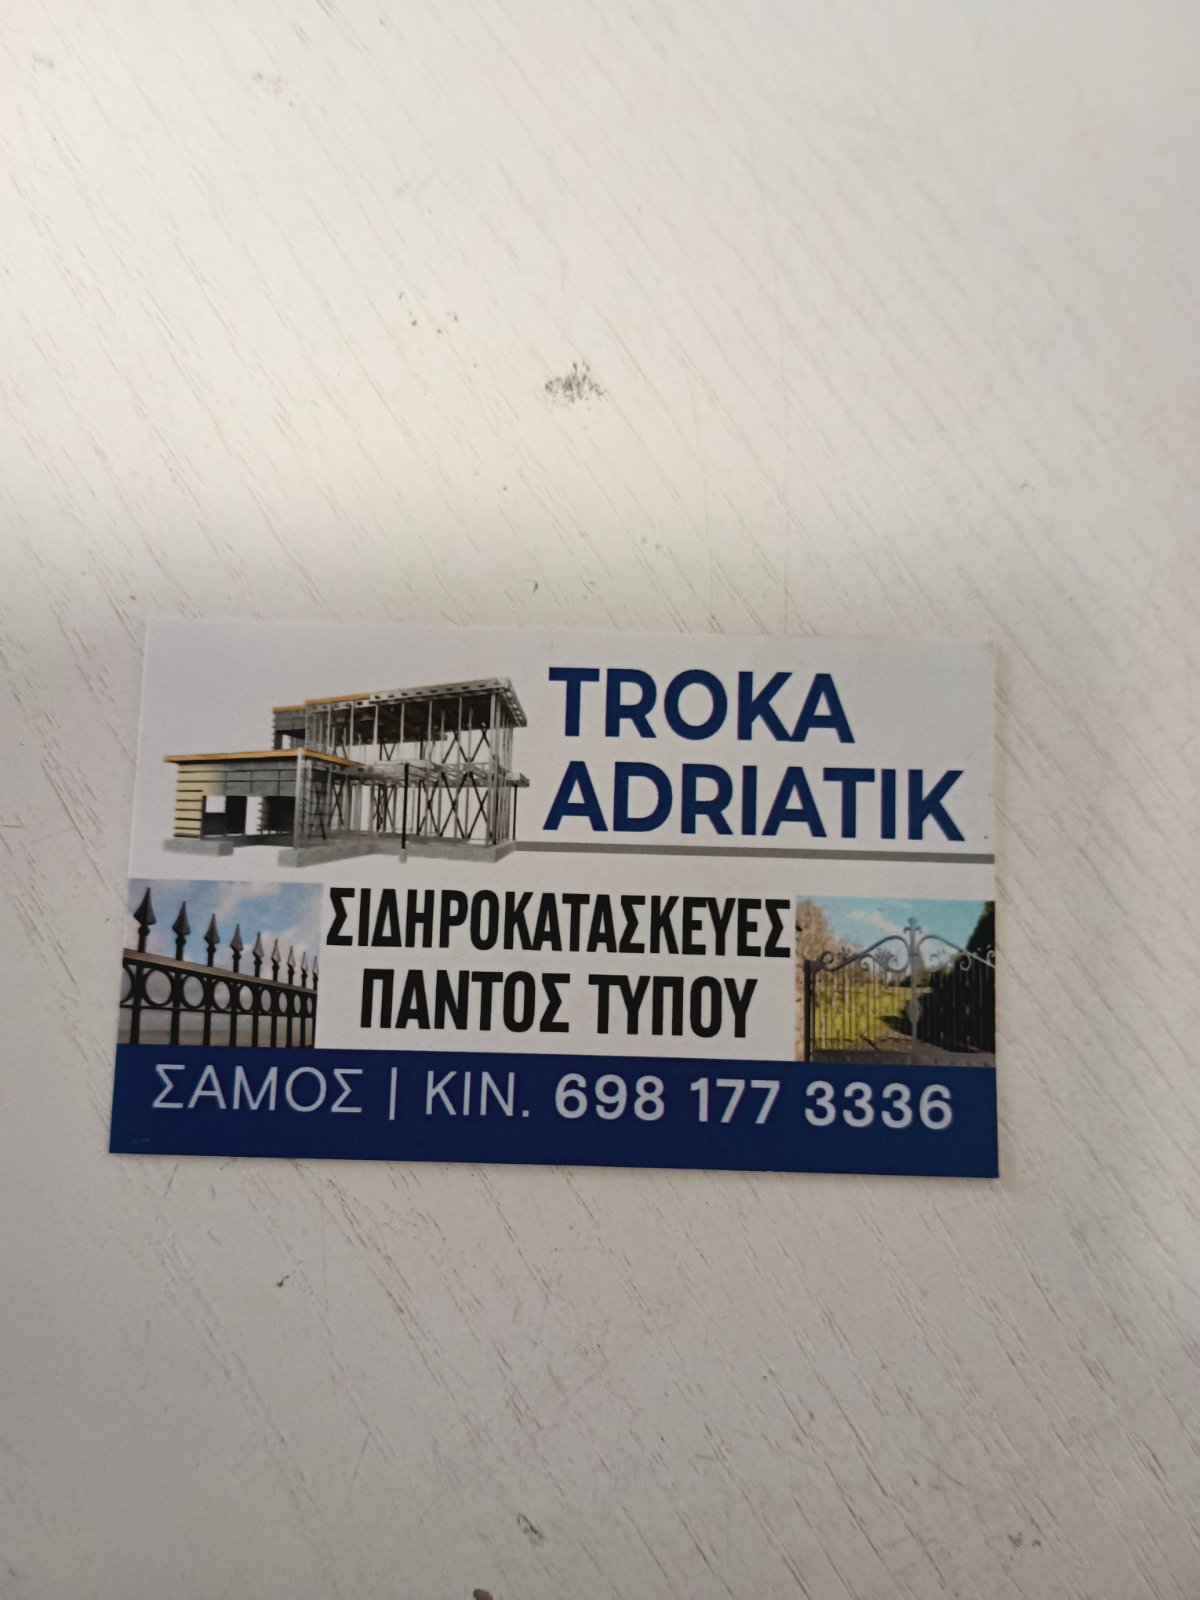 TROKA
ADRIATIK
ΣΙΔΗΡΟΚΑΤΑΣΚΕΥΕΣ
ΠΑΝΤΟΣ ΤΥΠΟΥ
ΣΑΜΟΣ | ΚΙΝ. 698 177 3336